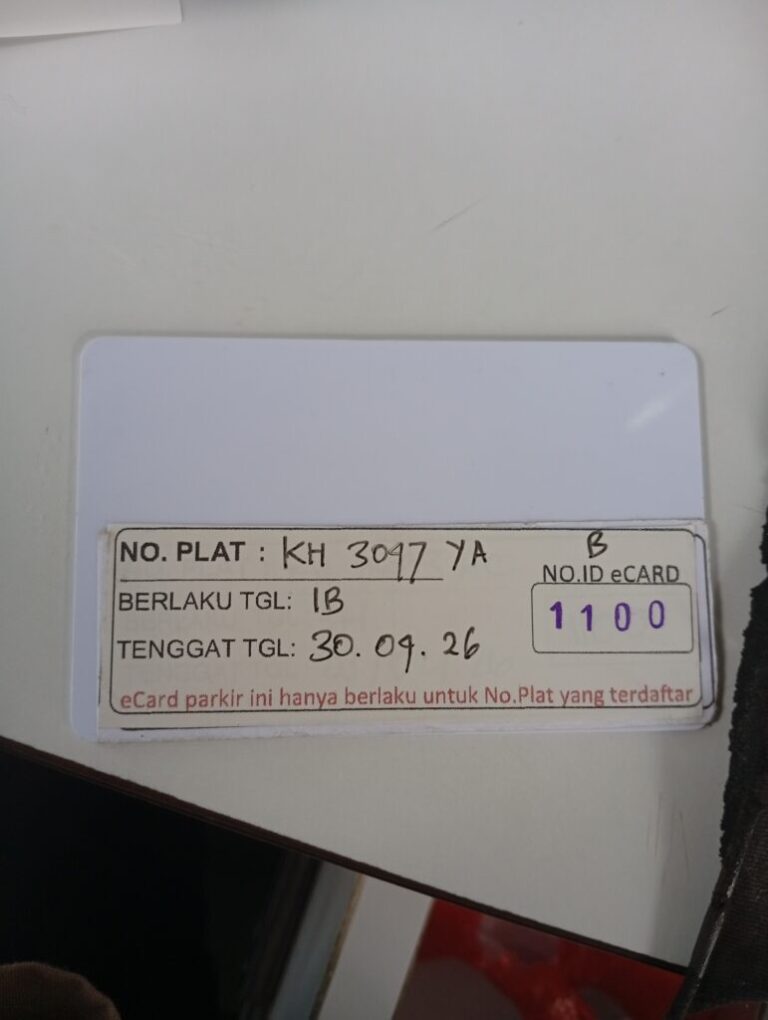 NO. PLAT : KH 3097 YA
B
NO.ID eCARD
BERLAKU TGL: 1B
1100
TENGGAT TGL: 30. 09. 26
eCard parkir ini hanya berlaku untuk No.Plat yang terdaftar